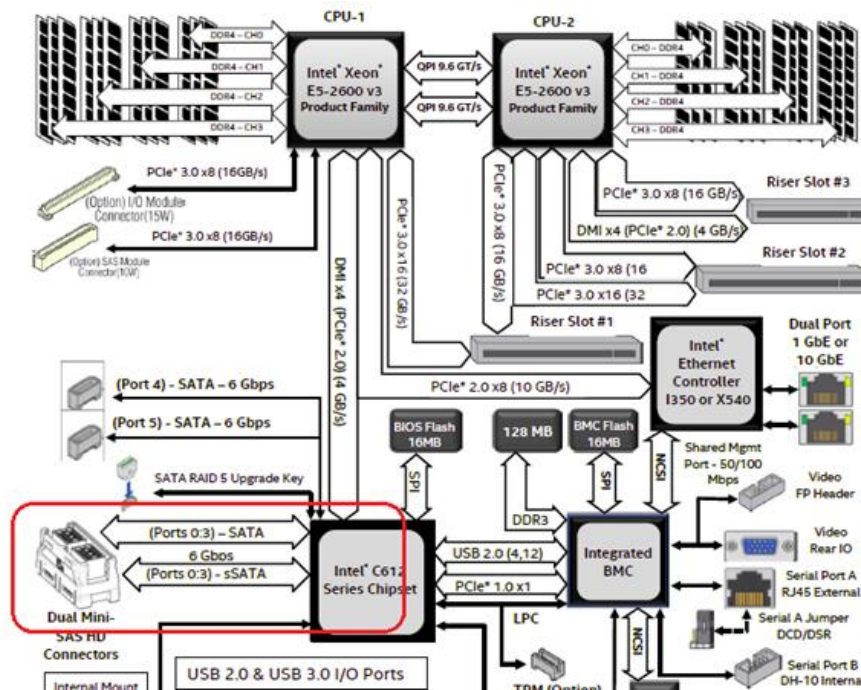 CPU-1
CPU-2
DDR4 – CH0
DDR4 – CH1
DDR4 – CH2
DDR4 – CH3
Intel* Xeon*
E5-2600 v3
Product Family
QPI 9.6 GT/s
QPI 9.6 GT/s
Intel* Xeon*
E5-2600 v3
Product Family
CH0 – DDR4
CH1 – DDR4
CH2 – DDR4
CH3 – DDR4
PCIe* 3.0 x8 (16GB/s)
(Option) I/O Moduler
Connector(15W)
PCIe* 3.0 x8 (16GB/s)
(Option) SAS Moduler
Connector(10W)
DMI x4 (PCIe* 2.0) (4 GB/s)
PCIe* 3.0 x16 (32 GB/s)
PCIe* 3.0 x8 (16 GB/s)
PCIe* 3.0 x8 (16 GB/s)
Riser Slot #3
DMI x4 (PCIe* 2.0) (4 GB/s)
Riser Slot #2
PCIe* 3.0 x8 (16
PCIe* 3.0 x16 (32
Riser Slot #1
Intel*
Ethernet
Controller
I350 or X540
Dual Port
1 GbE or
10 GbE
(Port 4) - SATA – 6 Gbps
(Port 5) - SATA – 6 Gbps
PCIe* 2.0 x8 (10 GB/s)
BIOS Flash
16MB
128 MB
BMC Flash
16MB
SATA RAID 5 Upgrade Key
SPI
DDR3
SPI
NCSI
Shared Mgmt
Port - 50/100
Mbps
Video
FP Header
(Ports 0:3) – SATA
6 Gbps
(Ports 0:3) - sSATA
Intel* C612
Series Chipset
USB 2.0 (4,12)
PCIe* 1.0 x1
LPC
Integrated
BMC
Video
Rear IO
Serial Port A
RJ45 External
Serial A Jumper
DCD/DSR
Dual Mini-
SAS HD
Connectors
NCSI
Serial Port B
DH-10 Interna
USB 2.0 & USB 3.0 I/O Ports
TPM (Option)
Internal Mount